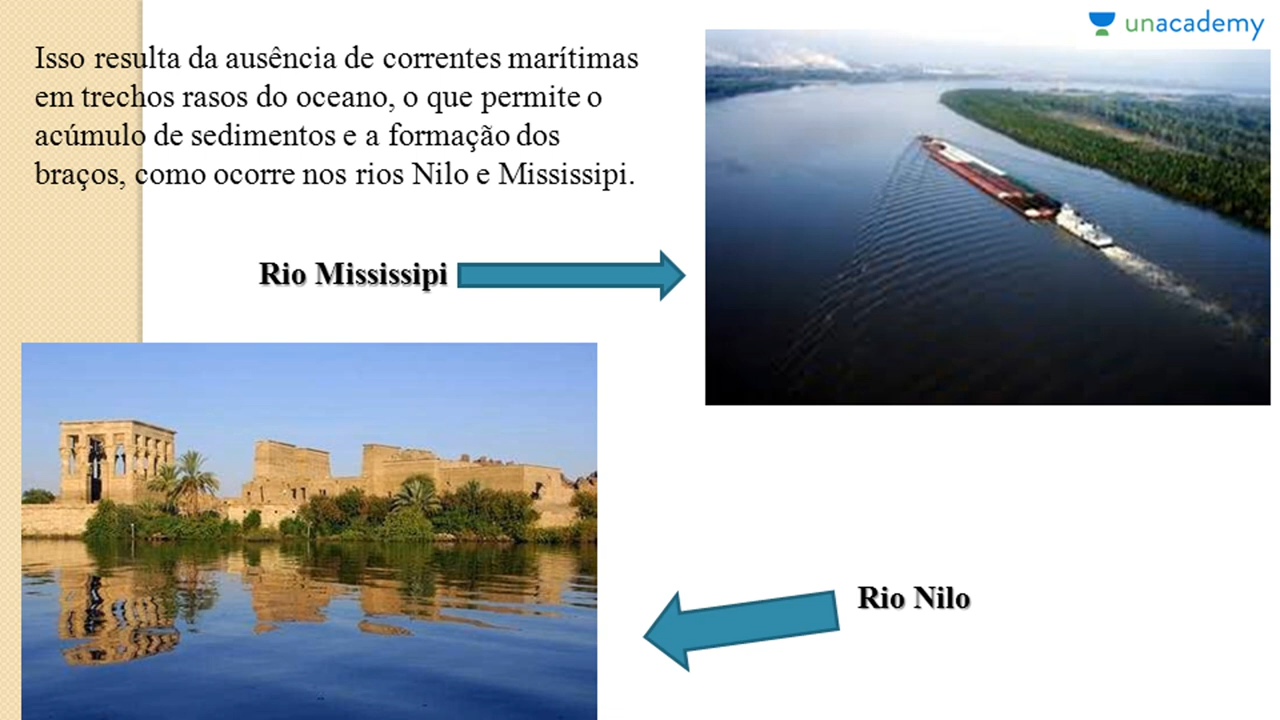 unacademy
Isso resulta da ausência de correntes marítimas
em trechos rasos do oceano, o que permite o
acúmulo de sedimentos e a formação dos
braços, como ocorre nos rios Nilo e Mississipi.
Rio Mississipi
Rio Nilo